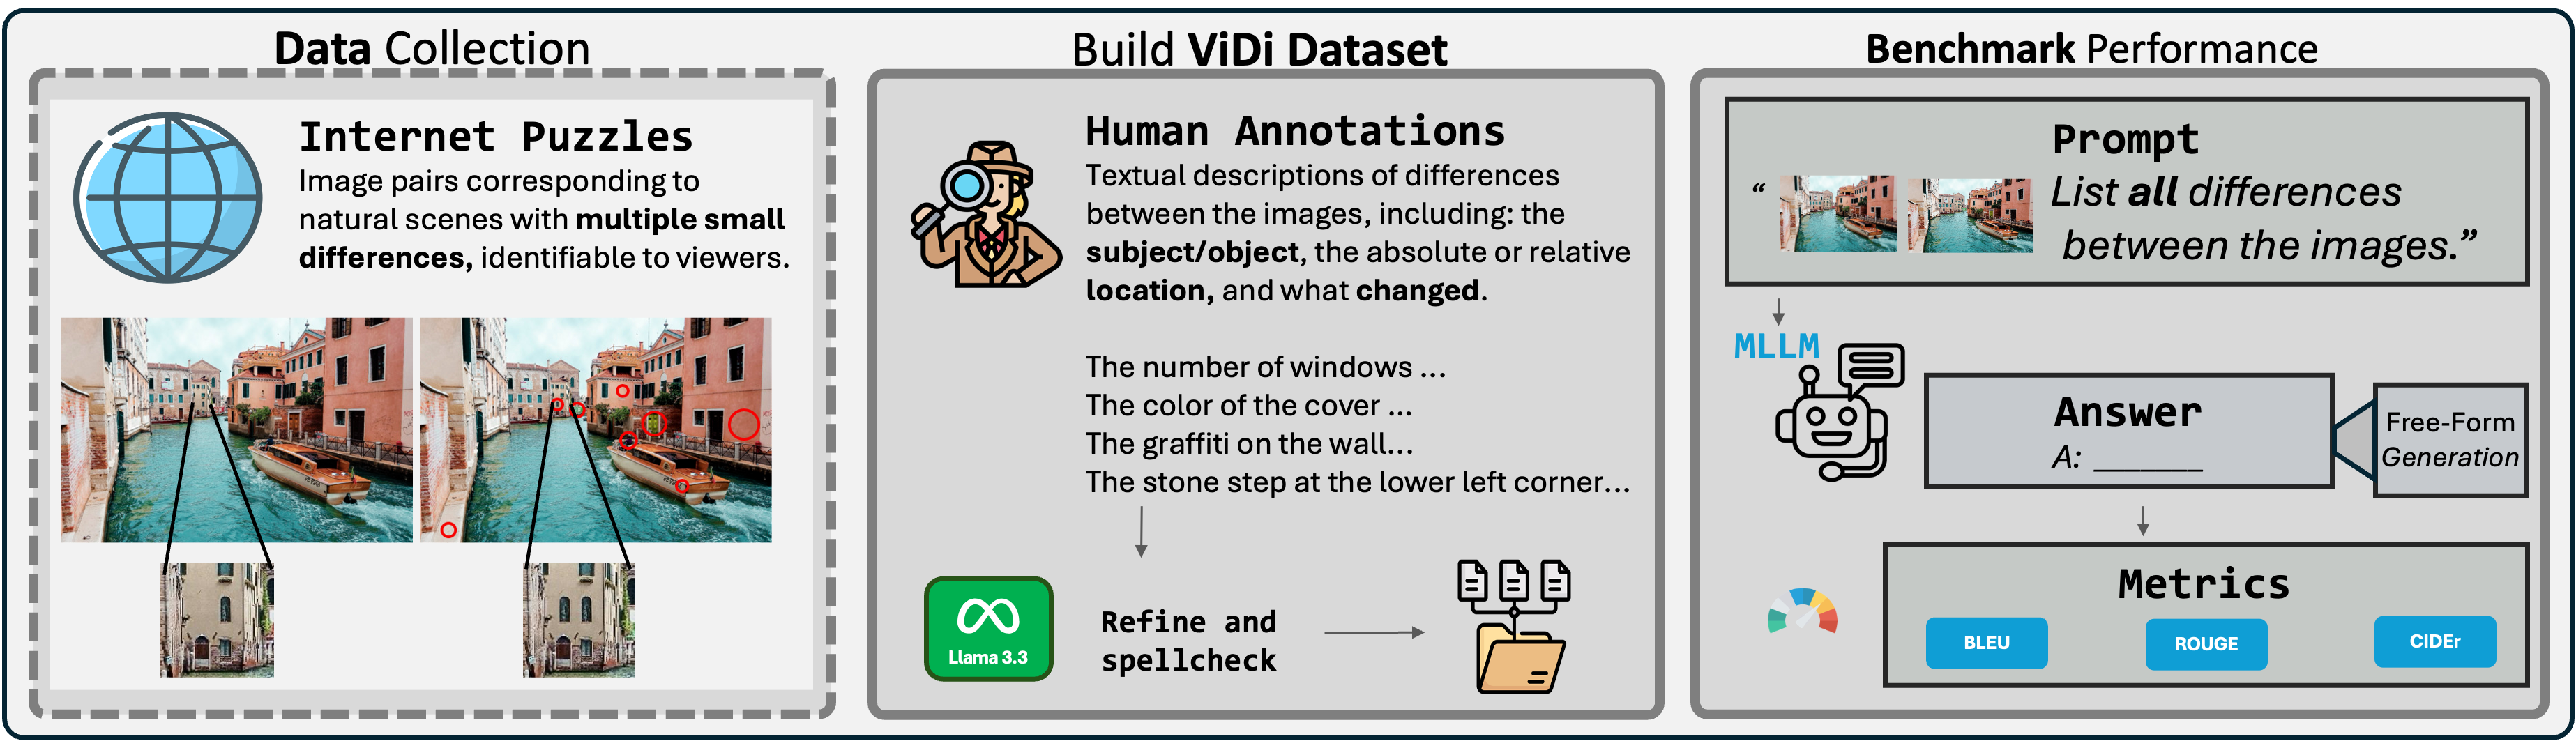 Data Collection
Internet Puzzles
Image pairs corresponding to
natural scenes with multiple small
differences, identifiable to viewers.
Build ViDi Dataset
Human Annotations
Textual descriptions of differences
between the images, including: the
subject/object, the absolute or relative
location, and what changed.
The number of windows ...
The color of the cover ...
The graffiti on the wall...
The stone step at the lower left corner...
Llama 3.3
Refine and
spellcheck
Benchmark Performance
Prompt
“ List all differences
between the images.”
MLLM
Answer
A: _______
Free-Form
Generation
Metrics
BLEU
ROUGE
CIDEr